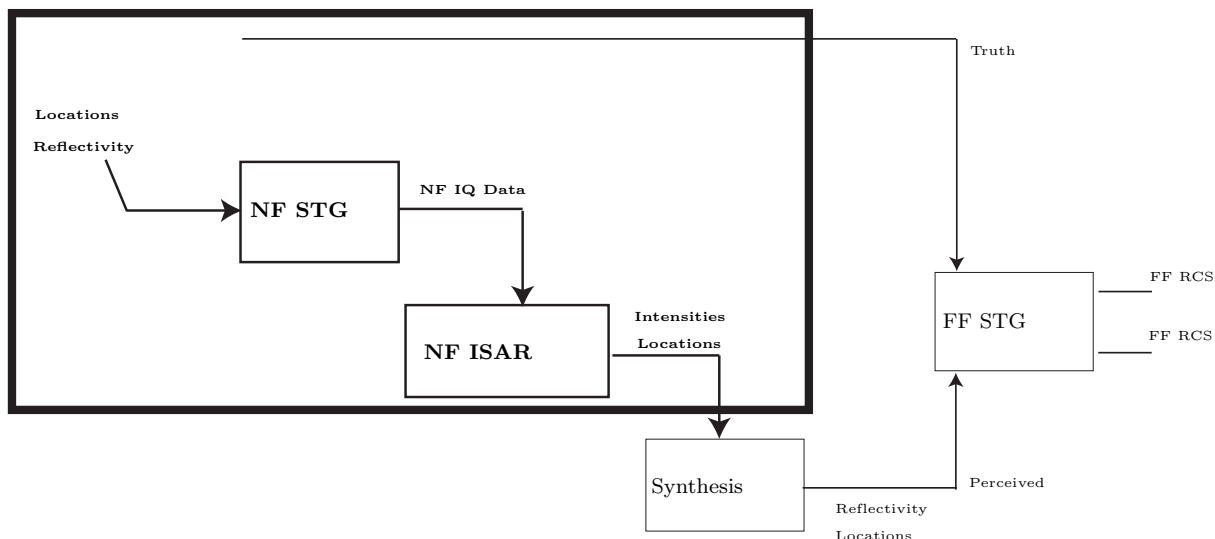 Truth
Locations
Reflectivity
NF STG
NF IQ Data
NF ISAR
Intensities
Locations
FF STG
FF RCS
FF RCS
Synthesis
Perceived
Reflectivity
Locations